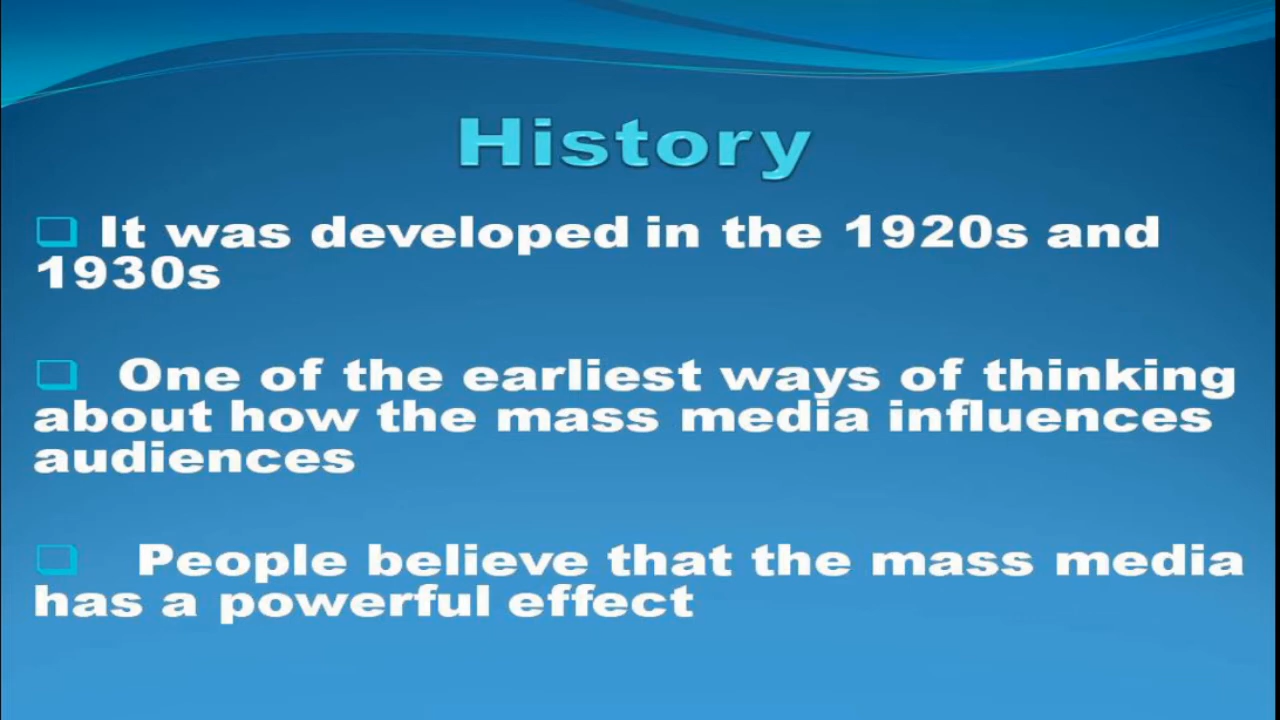 History
It was developed in the 1920s and
1930s
One of the earliest ways of thinking
about how the mass media influences
audiences
People believe that the mass media
has a powerful effect